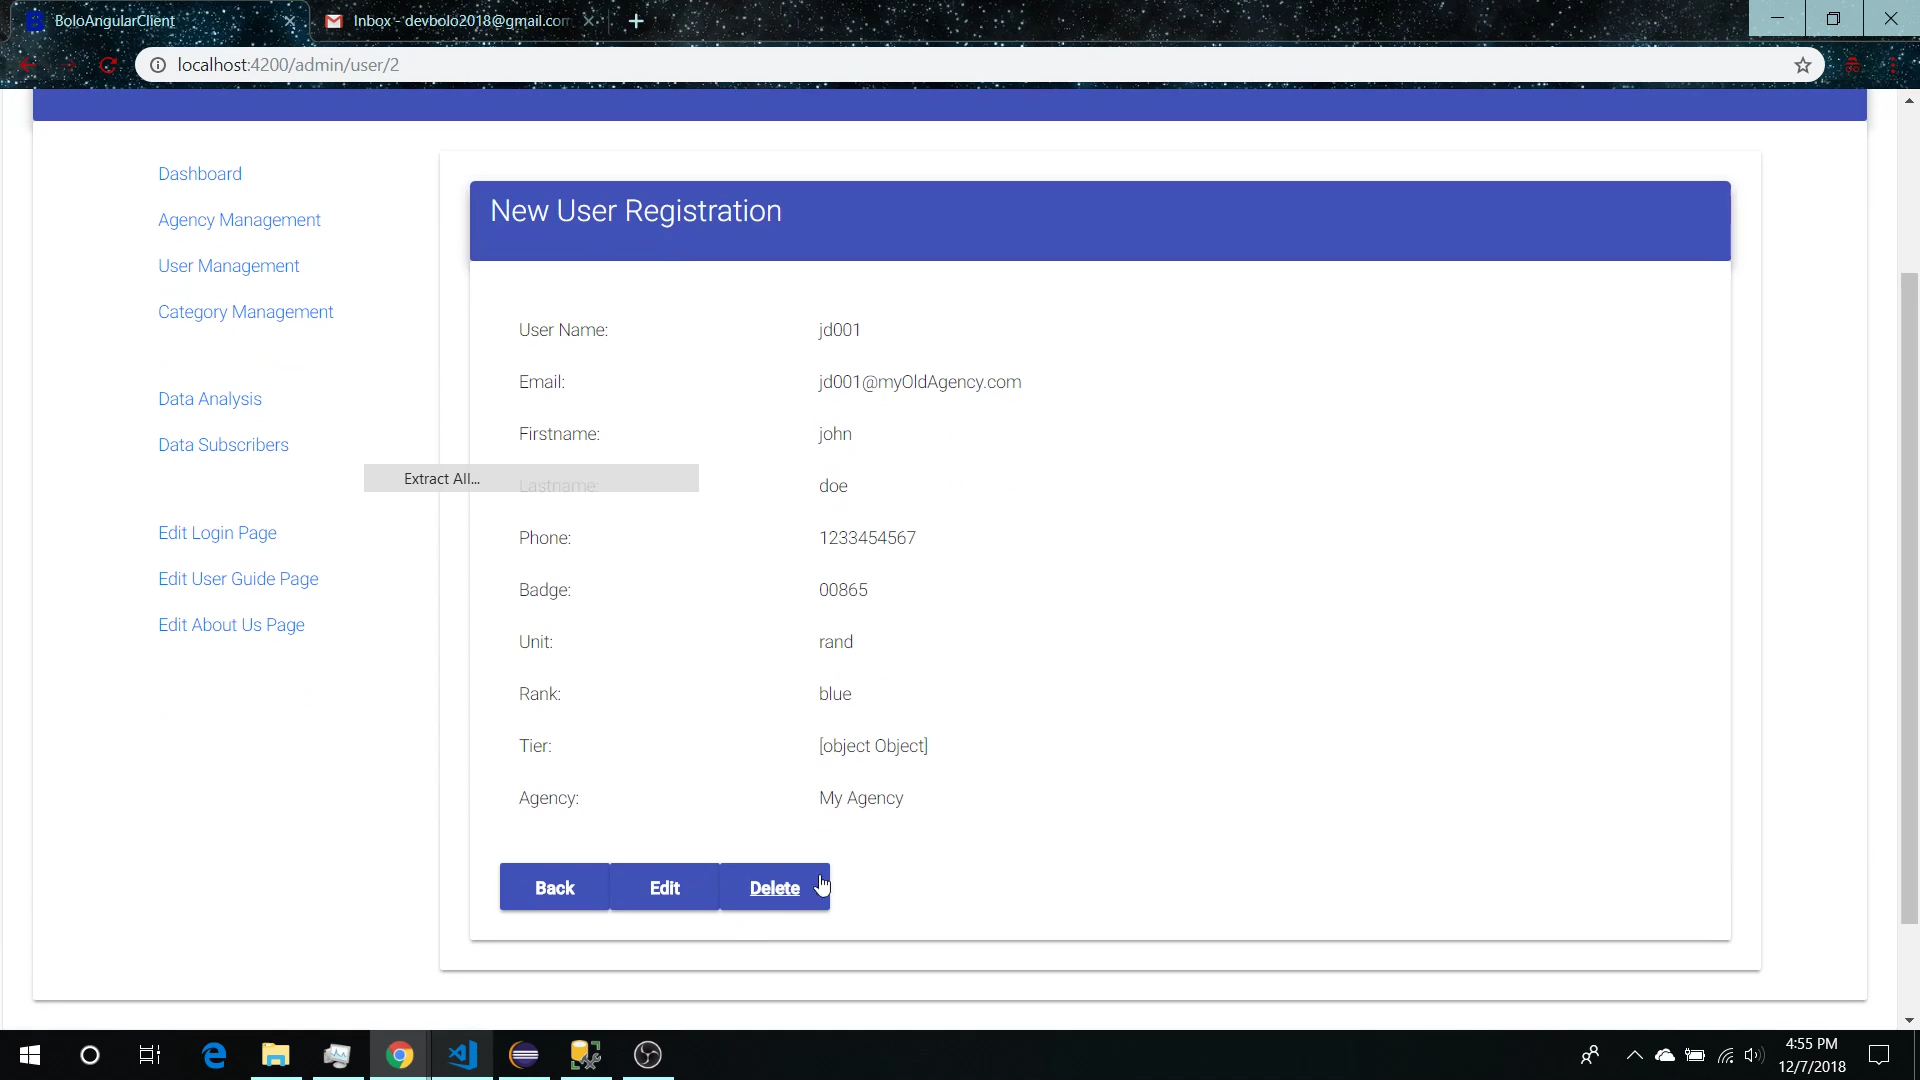 BoloAngularClient
Inbox - devbolo2018@gmail.com
localhost:4200/admin/user/2
Dashboard
Agency Management
User Management
Category Management
Data Analysis
Data Subscribers
Edit Login Page
Edit User Guide Page
Edit About Us Page
Extract All...
New User Registration
User Name: jd001
Email: jd001@myOldAgency.com
Firstname: john
Lastname: doe
Phone: 1233454567
Badge: 00865
Unit: rand
Rank: blue
Tier: [object Object]
Agency: My Agency
Back Edit Delete
4:55 PM
12/7/2018